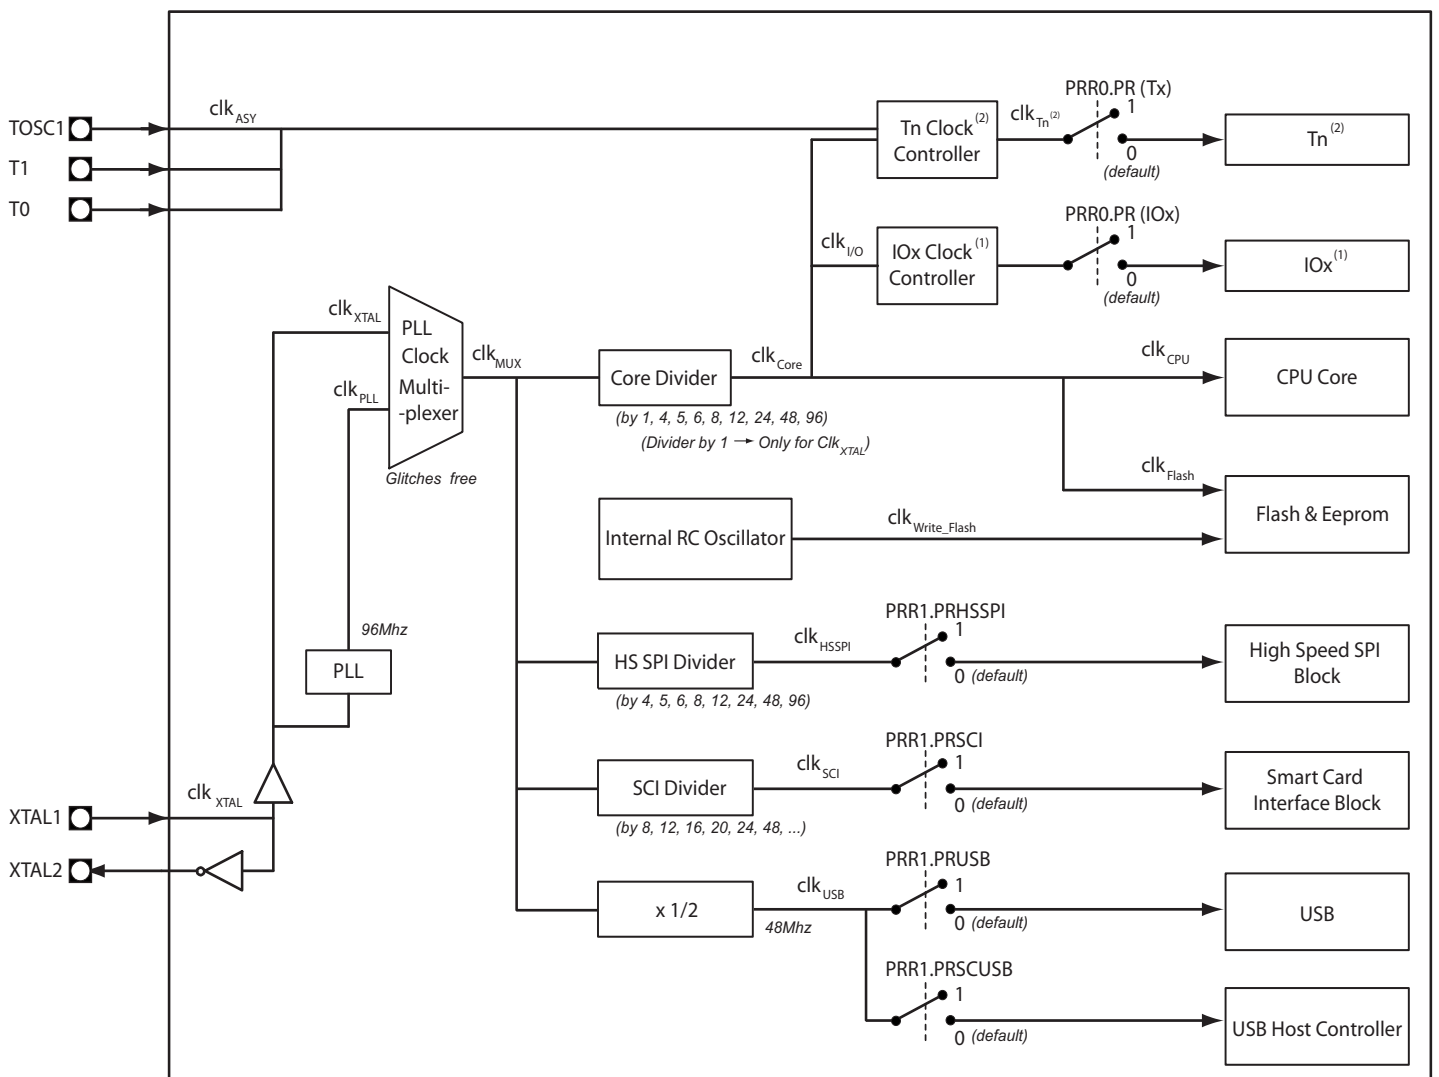 TOSC1
clkASY
T1
T0
Tn Clock(2)
Controller
clkTn(2)
PRR0.PR (Tx)
1
0
(default)
Tn(2)
clkI/O
IOx Clock(1)
Controller
PRR0.PR (IOx)
1
0
(default)
IOx(1)
clkXTAL
PLL
Clock
Multi-
-plexer
clkPLL
Glitches free
clkMUX
Core Divider
(by 1, 4, 5, 6, 8, 12, 24, 48, 96)
(Divider by 1 → Only for ClkXTAL)
clkCore
clkCPU
CPU Core
clkFlash
Flash & Eeprom
Internal RC Oscillator
clkWrite_Flash
96Mhz
PLL
HS SPI Divider
(by 4, 5, 6, 8, 12, 24, 48, 96)
clkHSSPI
PRR1.PRHSSPI
1
0 (default)
High Speed SPI
Block
SCI Divider
(by 8, 12, 16, 20, 24, 48, ...)
clkSCI
PRR1.PRSCI
1
0 (default)
Smart Card
Interface Block
XTAL1
clkXTAL
XTAL2
x 1/2
clkUSB
48Mhz
PRR1.PRUSB
1
0 (default)
USB
PRR1.PRSCUSB
1
0 (default)
USB Host Controller